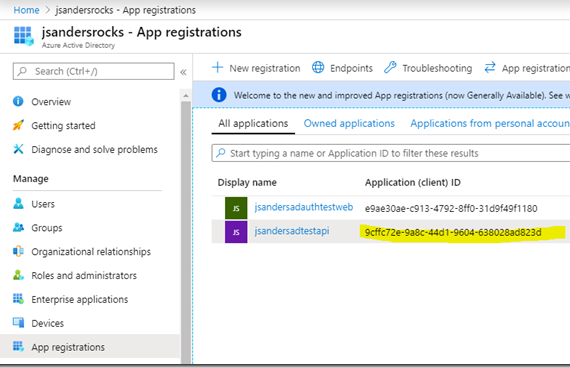 Home > jsandersrocks - App registrations
jsandersrocks - App registrations
Azure Active Directory
Search (Ctrl+/) «
Overview
Getting started
Diagnose and solve problems
Manage
Users
Groups
Organizational relationships
Roles and administrators
Enterprise applications
Devices
App registrations
+ New registration Endpoints Troubleshooting App registration
Welcome to the new and improved App registrations (now Generally Available). See w
All applications Owned applications Applications from personal accoun
Start typing a name or Application ID to filter these results
Display name Application (client) ID
JS jsandersadauthtestweb e9ae30ae-c913-4792-8ff0-31d9f49f1180
JS jsandersadtestapi 9cffc72e-9a8c-44d1-9604-638028ad823d